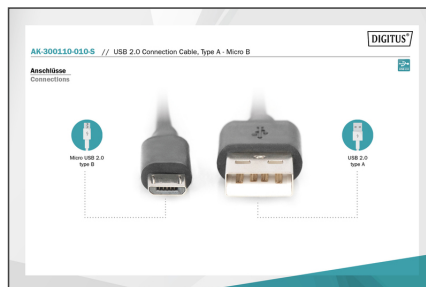 DIGITUS®
AK-300110-010-S // USB 2.0 Connection Cable, Type A - Micro B
Anschlüsse
Connections
Micro USB 2.0
type B
USB 2.0
type A